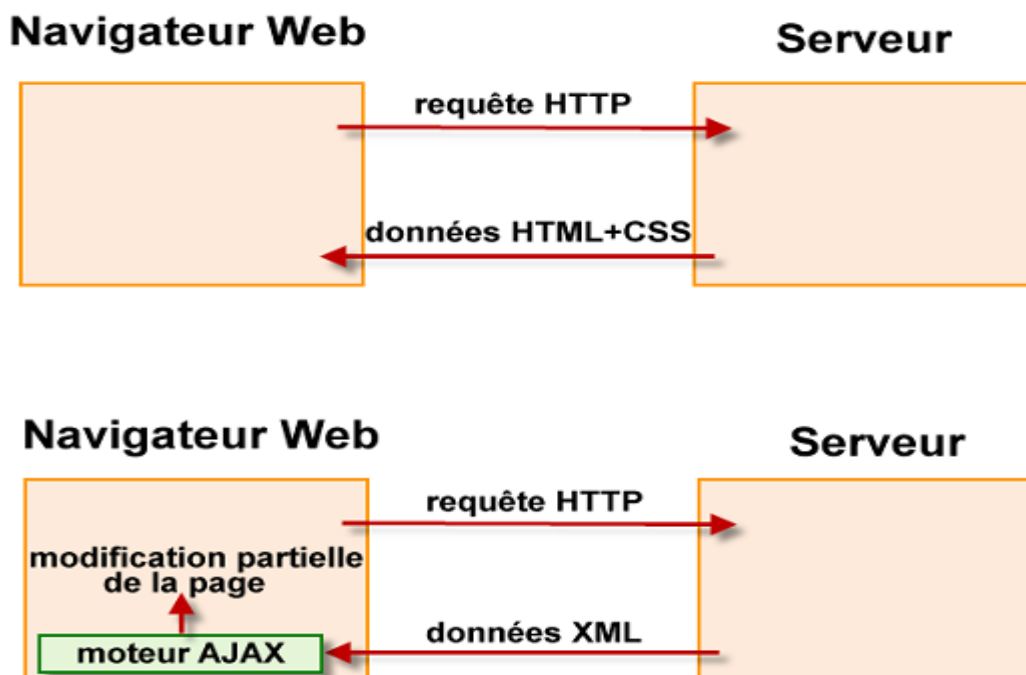 Navigateur Web
Serveur
requête HTTP
données HTML+CSS
Navigateur Web
Serveur
requête HTTP
modification partielle
de la page
données XML
moteur AJAX